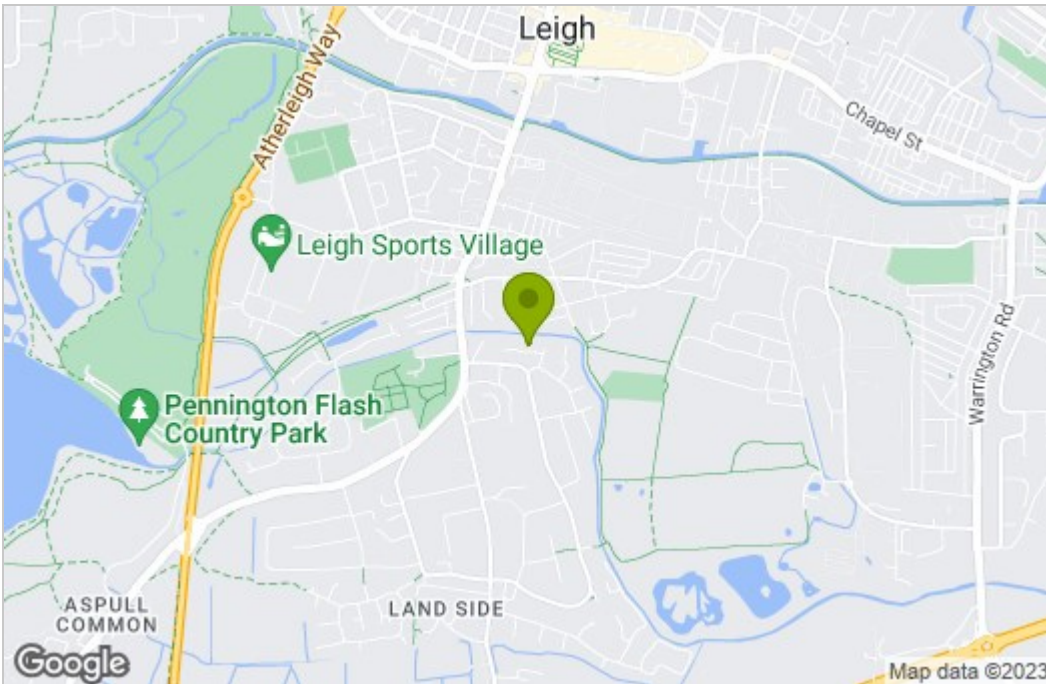 Leigh
Atherleigh Way
Chapel St
Leigh Sports Village
Warrington Rd
Pennington Flash
Country Park
ASPULL
COMMON
LAND SIDE
Google
Map data ©2023